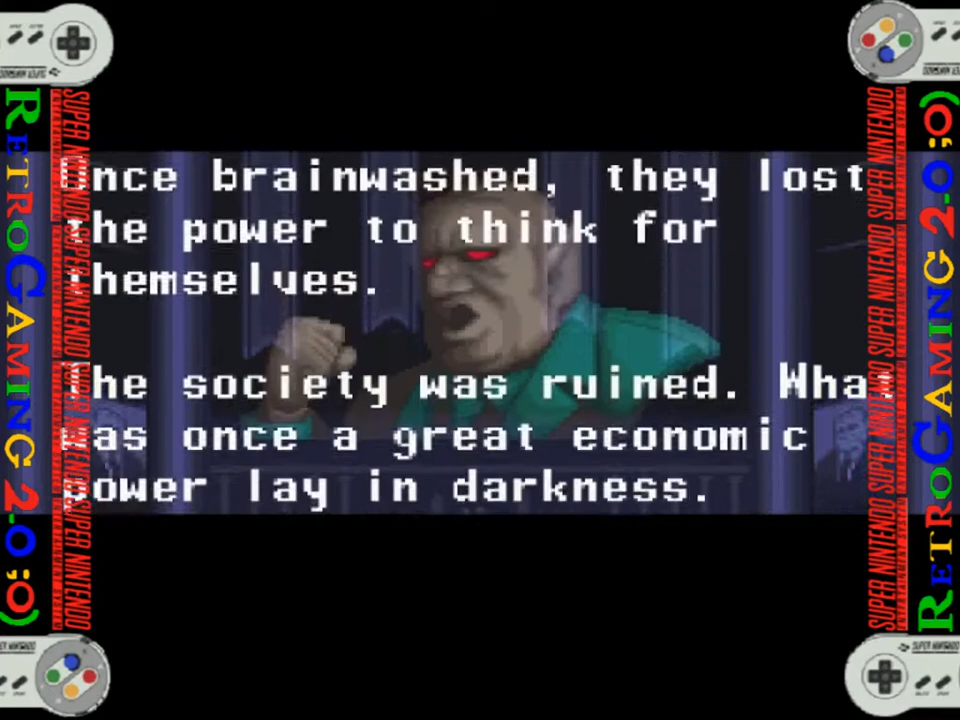 Once brainwashed, they lost
the power to think for
themselves.
The society was ruined. What
was once a great economic
power lay in darkness.
RETROGAMING 2.0 ;O)
SUPER NINTENDO SUPER NINTENDO SUPER NINTENDO
SUPER NINTENDO SUPER NINTENDO SUPER NINTENDO
RETROGAMING 2.0 ;O)